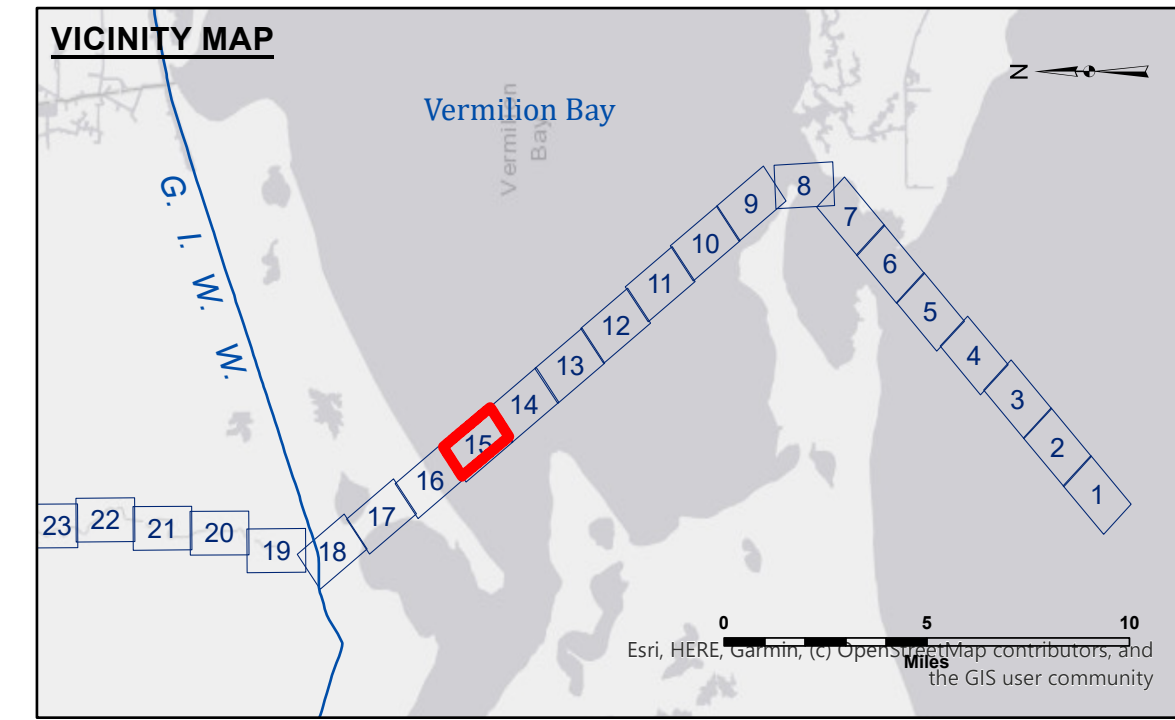 VICINITY MAP
N
Vermilion Bay
Vermilion
Bay
G. I. W. W.
8
9
7
10
6
11
5
12
4
13
3
14
2
15
16
1
17
23
22
21
20
19
18
0 5 10
Miles
Esri, HERE, Garmin, (c) OpenStreetMap contributors, and
the GIS user community